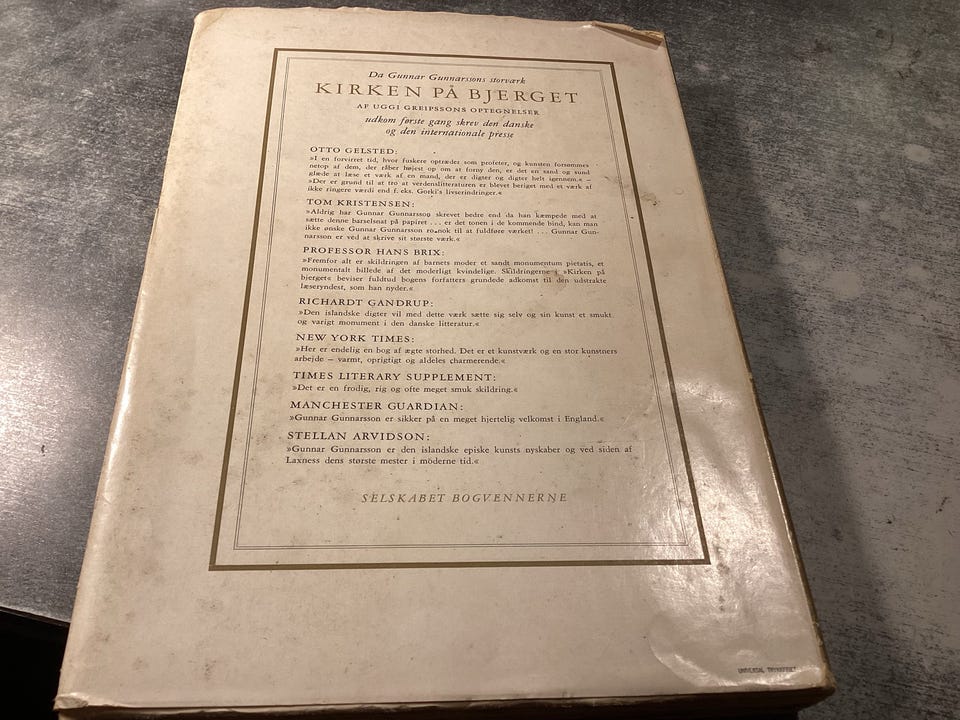 Da Gunnar Gunnarssons storværk
KIRKEN PÅ BJERGET
AF UGGI GREIPSSONS OPTEGNELSER
udkom første gang skrev den danske
og den internationale presse
OTTO GELSTED:
»I en forvirret tid, hvor fuskere optræder som profeter, og kunsten forsømmes
netop af dem, der råber højest op om at forny den, er det en sand og sund
glæde at læse et værk af en mand, der er digter og digter helt igennem.« –
»Der er grund til at tro at verdenslitteraturen er blevet beriget med et værk af
ikke ringere værdi end f. eks. Gorki's livserindringer.«
TOM KRISTENSEN:
»Aldrig har Gunnar Gunnarsson skrevet bedre end da han kæmpede med at
sætte denne barselsnat på papiret . . . er det tonen i de kommende bind, kan man
ikke ønske Gunnar Gunnarsson ro nok til at fuldføre værket! . . . Gunnar Gun-
narsson er ved at skrive sit største værk.«
PROFESSOR HANS BRIX:
»Fremfor alt er skildringen af barnets moder et sandt monumentum pietatis, et
monumentalt billede af det moderligt kvindelige. Skildringerne i »Kirken på
bjerget« beviser fuldtud bogens forfatters grundede adkomst til den udstrakte
læseryndest, som han nyder.«
RICHARDT GANDRUP:
»Den islandske digter vil med dette værk sætte sig selv og sin kunst et smukt
og varigt monument i den danske litteratur.«
NEW YORK TIMES:
»Her er endelig en bog af ægte storhed. Det er et kunstværk og en stor kunstners
arbejde – varmt, oprigtigt og aldeles charmerende.«
TIMES LITERARY SUPPLEMENT:
»Det er en frodig, rig og ofte meget smuk skildring.«
MANCHESTER GUARDIAN:
»Gunnar Gunnarsson er sikker på en meget hjertelig velkomst i England.«
STELLAN ARVIDSON:
»Gunnar Gunnarsson er den islandske episke kunsts nyskaber og ved siden af
Laxness dens største mester i moderne tid.«
SELSKABET BOGVENNERNE
UNIVERSAL